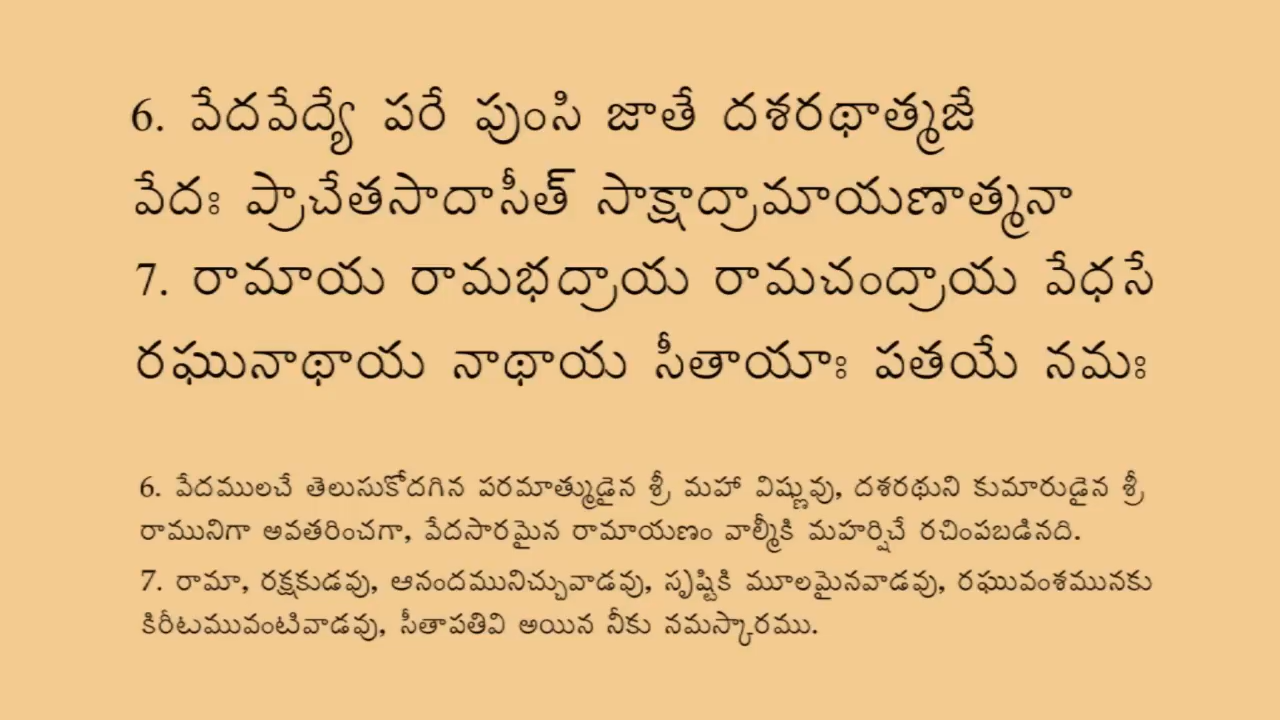 6. వేదవేద్యే పరే పుంసి జాతే దశరథాత్మజే
వేదః ప్రాచేతసాదాసీత్ సాక్షాద్రామాయణాత్మనా
7. రామాయ రామభద్రాయ రామచంద్రాయ వేధసే
రఘునాథాయ నాథాయ సీతాయాః పతయే నమః
6. వేదములచే తెలుసుకోదగిన పరమాత్ముడైన శ్రీ మహా విష్ణువు, దశరథుని కుమారుడైన శ్రీ
రామునిగా అవతరించగా, వేదసారమైన రామాయణం వాల్మీకి మహర్షిచే రచింపబడినది.
7. రామా, రక్షకుడవు, ఆనందమునిచ్చువాడవు, సృష్టికి మూలమైనవాడవు, రఘువంశమునకు
కిరీటమువంటివాడవు, సీతాపతివి అయిన నీకు నమస్కారము.